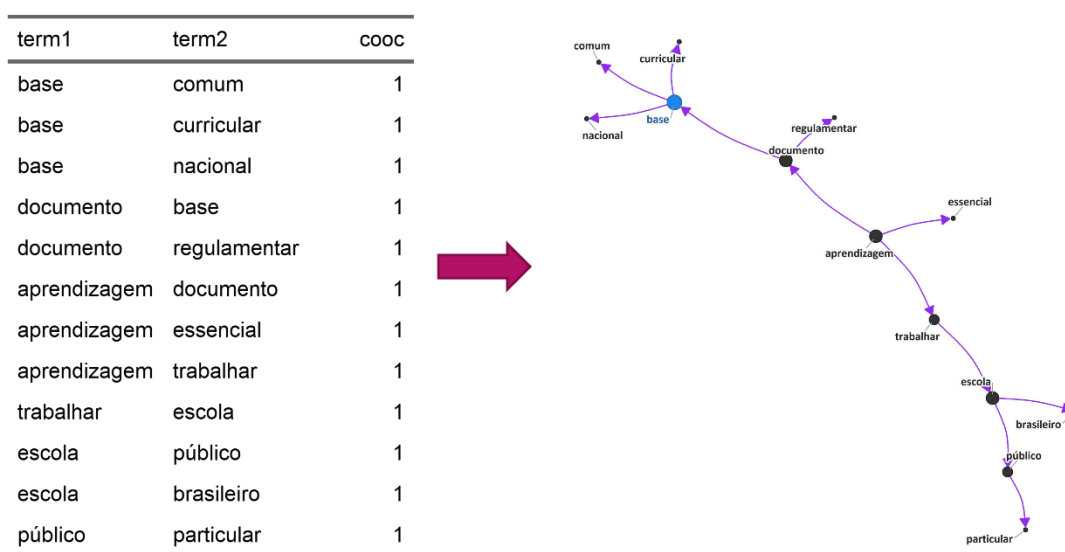 term1 term2 cooc
base comum 1
base curricular 1
base nacional 1
documento base 1
documento regulamentar 1
aprendizagem documento 1
aprendizagem essencial 1
aprendizagem trabalhar 1
trabalhar escola 1
escola público 1
escola brasileiro 1
público particular 1
comum
curricular
base
nacional
regulamentar
documento
essencial
aprendizagem
trabalhar
escola
brasileiro
público
particular